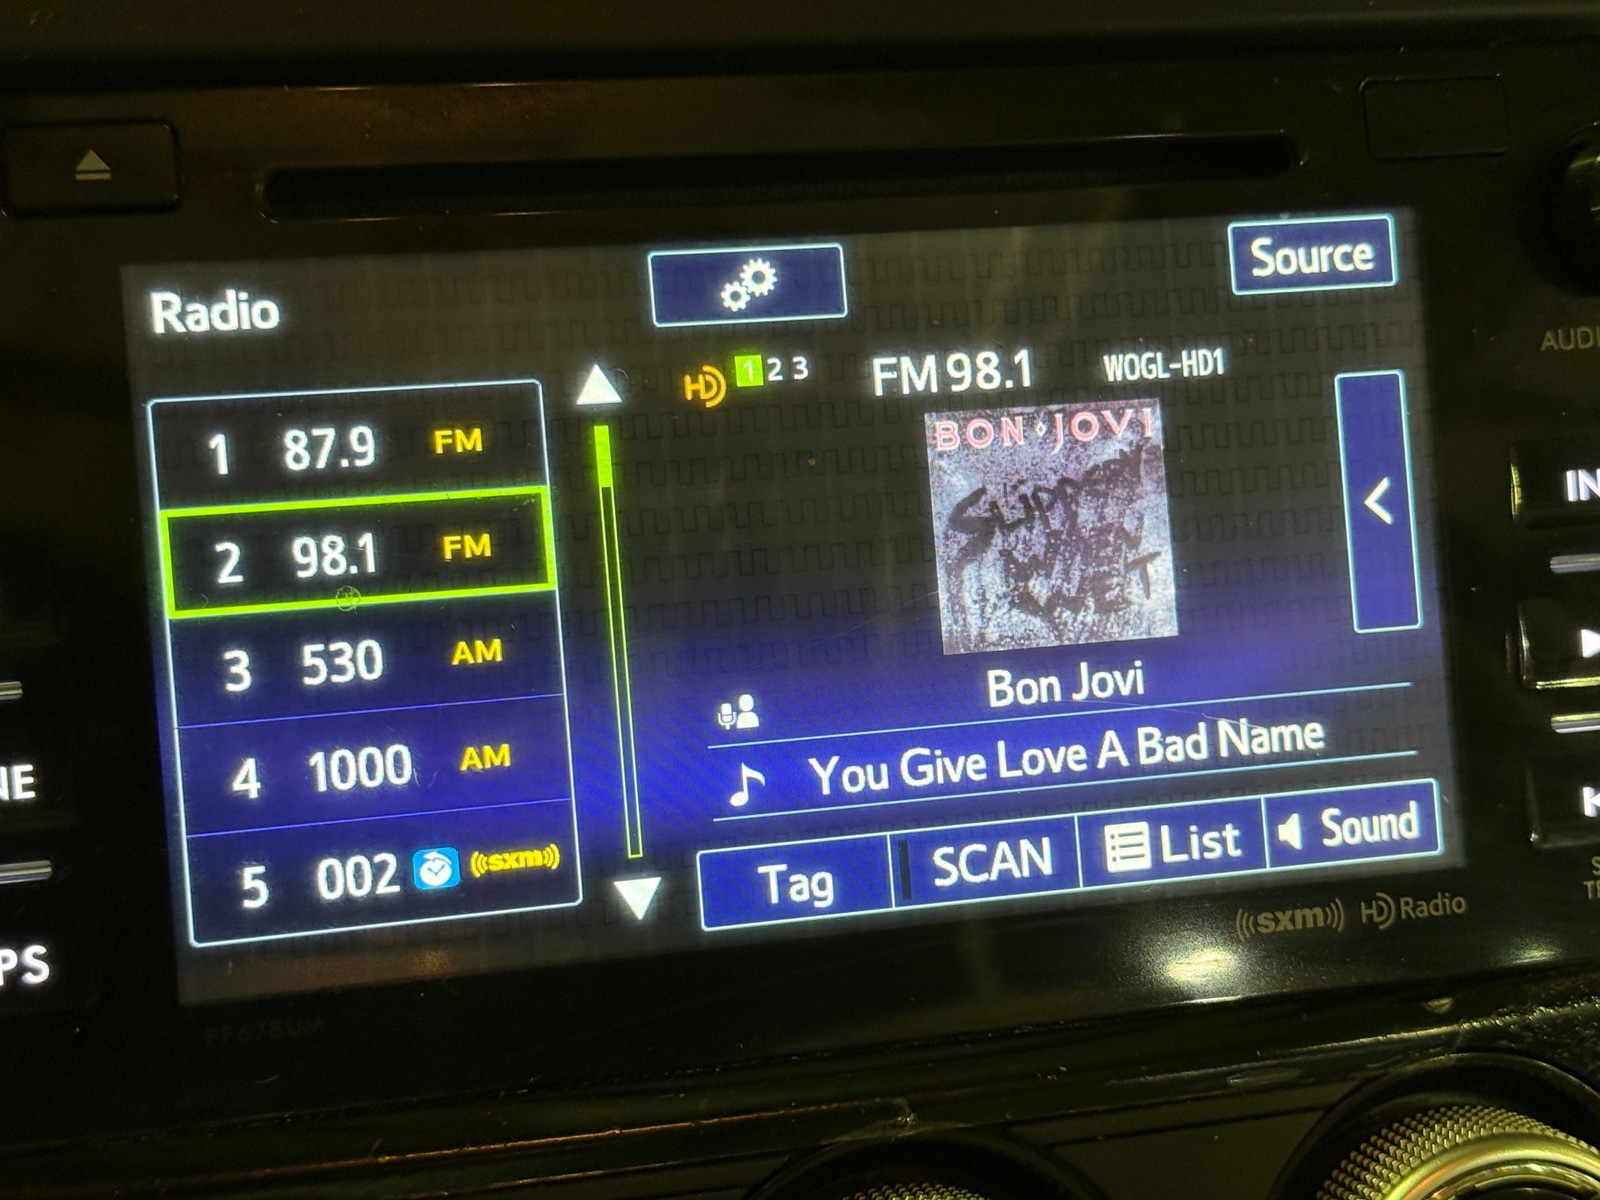 Radio
Source
HD 1 2 3
FM 98.1
WOGL-HD1
1 87.9 FM
2 98.1 FM
3 530 AM
4 1000 AM
5 002 ((sxm))
BON JOVI
SLIPPERY
WHEN
WET
Bon Jovi
You Give Love A Bad Name
Tag
SCAN
List
Sound
((sxm)) HD Radio
FF678UM
AUDI
IN
NE
PS